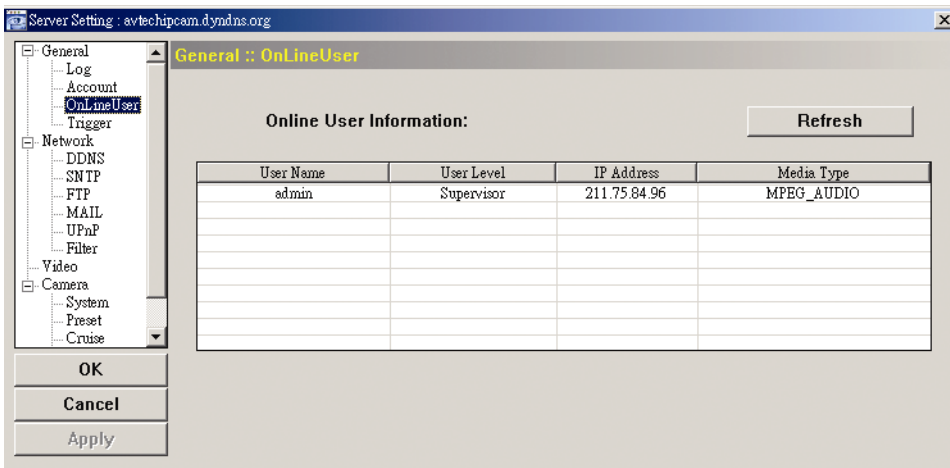 Server Setting : avtechipcam.dyndns.org
General
Log
Account
OnLineUser
Trigger
Network
DDNS
SNTP
FTP
MAIL
UPnP
Filter
Video
Camera
System
Preset
Cruise
OK
Cancel
Apply
General :: OnLineUser
Online User Information:
Refresh
User Name User Level IP Address Media Type
admin Supervisor 211.75.84.96 MPEG_AUDIO